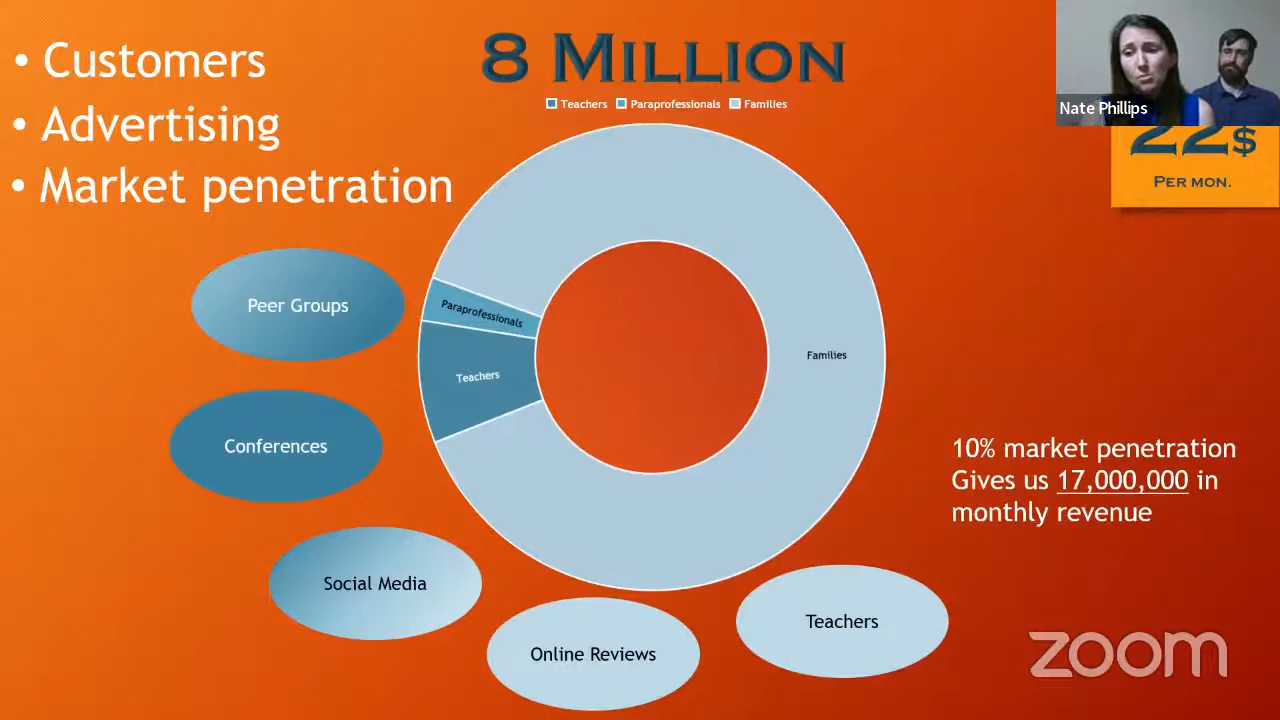 • Customers
• Advertising
• Market penetration
8 MILLION
Teachers Paraprofessionals Families
Nate Phillips
22$
PER MON.
Peer Groups
Paraprofessionals
Families
Teachers
Conferences
10% market penetration
Gives us 17,000,000 in
monthly revenue
Social Media
Teachers
Online Reviews
zoom